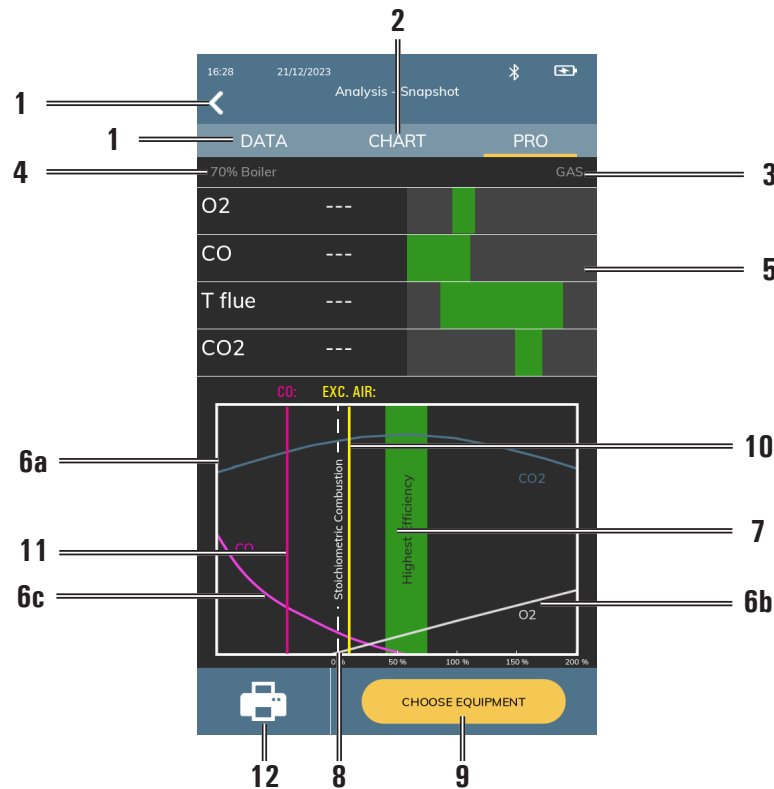 2
16:28 21/12/2023
Analysis - Snapshot
1
1 DATA CHART PRO
4 70% Boiler GAS 3
O2 ---
CO --- 5
T flue ---
CO2 ---
CO: EXC. AIR:
6a 10
CO2
Stoichiometric Combustion
Highest Efficiency
7
11 CO
6c 6b
O2
0 % 50 % 100 % 150 % 200 %
CHOOSE EQUIPMENT
12 8 9